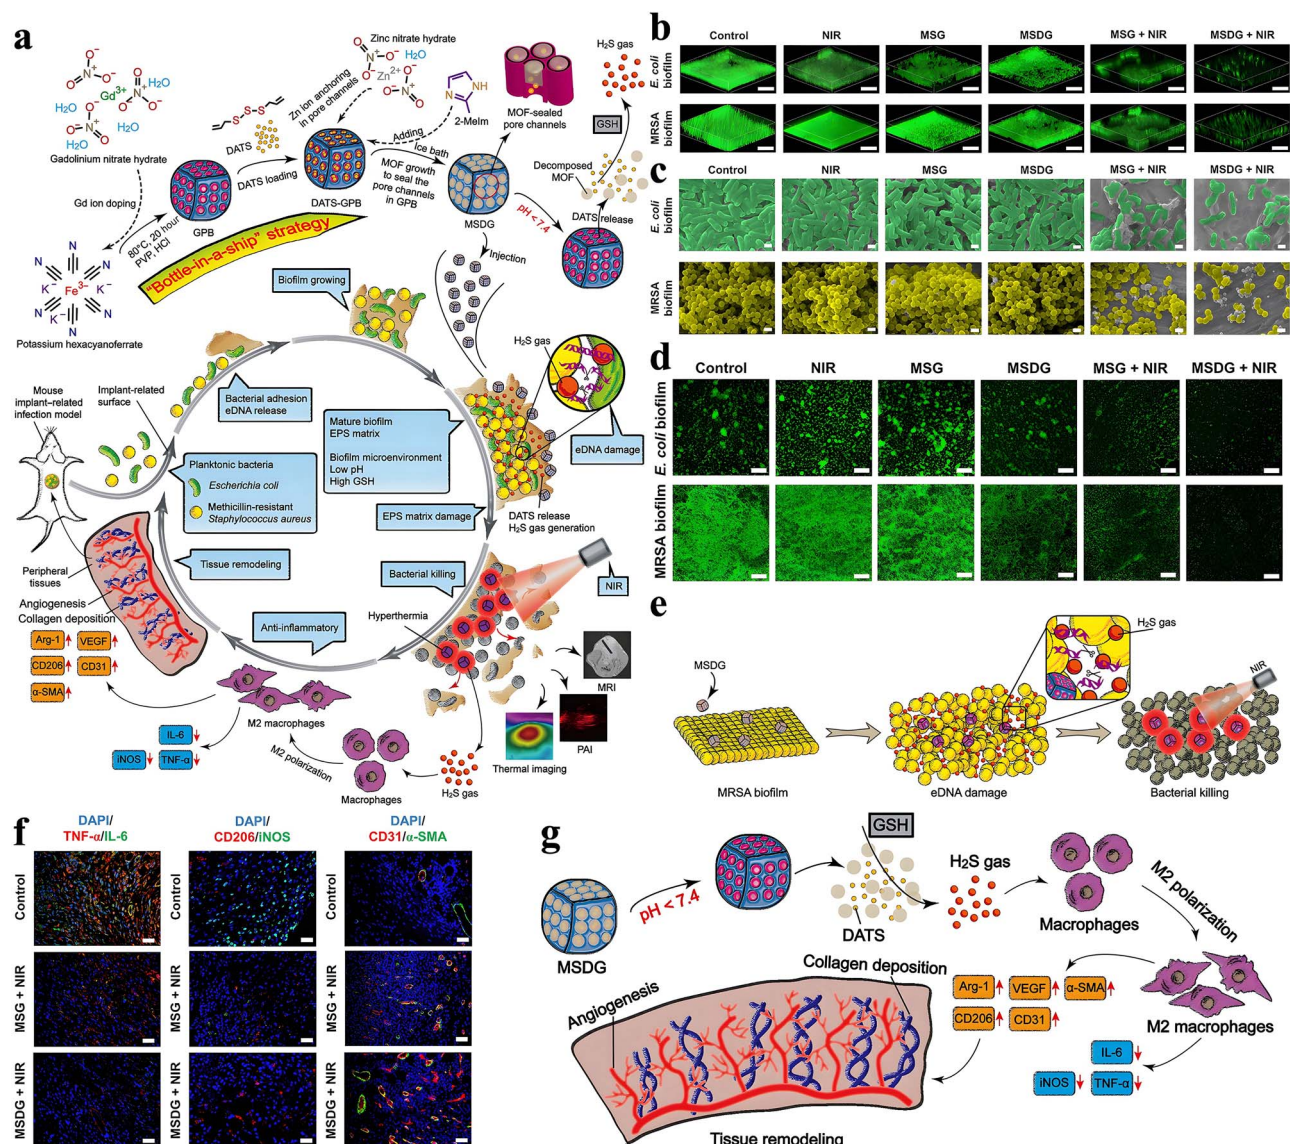 a
NO₃
Gd³⁺
H₂O
H₂O
H₂O
Gadolinium nitrate hydrate
Gd ion doping
80°C, 20 hour
PVP, HCl
Fe³⁻
K⁻
K⁻
K⁻
N
N
N
N
N
N
Potassium hexacyanoferrate
S
S
S
DATS
DATS loading
GPB
"Bottle-in-a-ship" strategy
Zinc nitrate hydrate
H₂O
Zn²⁺
Zn ion anchoring
in pore channels
DATS-GPB
NH
N
2-MeIm
Adding
Ice bath
MOF growth
to seal the
pore channels
in GPB
MSDG
MOF-sealed
pore channels
H₂S gas
GSH
Decomposed
MOF
DATS release
pH < 7.4
Injection
Biofilm growing
H₂S gas
eDNA damage
Bacterial adhesion
eDNA release
Mature biofilm
EPS matrix
Biofilm microenvironment
Low pH
High GSH
DATS release
H₂S gas generation
EPS matrix damage
Bacterial killing
NIR
Hyperthermia
MRI
PAI
Thermal imaging
H₂S gas
Macrophages
M2 polarization
M2 macrophages
Anti-inflammatory
Tissue remodeling
Mouse
implant-related
infection model
Implant-related
surface
Planktonic bacteria
Escherichia coli
Methicillin-resistant
Staphylococcus aureus
Peripheral
tissues
Angiogenesis
Collagen deposition
Arg-1
VEGF
CD206
CD31
α-SMA
IL-6
iNOS
TNF-α
b
Control
NIR
MSG
MSDG
MSG + NIR
MSDG + NIR
E. coli
biofilm
MRSA
biofilm
c
Control
NIR
MSG
MSDG
MSG + NIR
MSDG + NIR
E. coli
biofilm
MRSA
biofilm
d
Control
NIR
MSG
MSDG
MSG + NIR
MSDG + NIR
E. coli biofilm
MRSA biofilm
e
MSDG
MRSA biofilm
eDNA damage
H₂S gas
NIR
Bacterial killing
f
DAPI/
TNF-α/IL-6
DAPI/
CD206/iNOS
DAPI/
CD31/α-SMA
Control
Control
Control
MSG + NIR
MSG + NIR
MSG + NIR
MSDG + NIR
MSDG + NIR
MSDG + NIR
g
MSDG
pH < 7.4
GSH
DATS
H₂S gas
Macrophages
M2 polarization
M2 macrophages
Arg-1
VEGF
α-SMA
CD206
CD31
IL-6
iNOS
TNF-α
Angiogenesis
Collagen deposition
Tissue remodeling